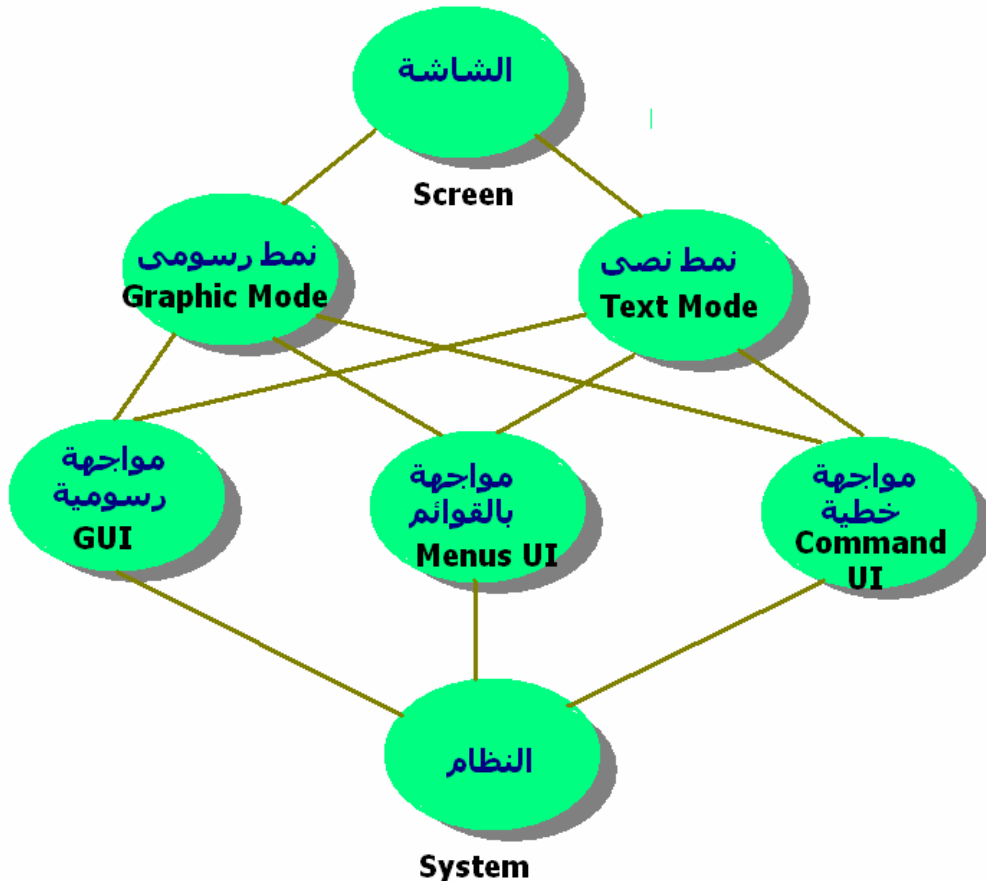 الشاشة
Screen
نمط رسومى
Graphic Mode
نمط نصى
Text Mode
مواجهة
رسومية
GUI
مواجهة
بالقوائم
Menus UI
مواجهة
خطية
Command
UI
النظام
System